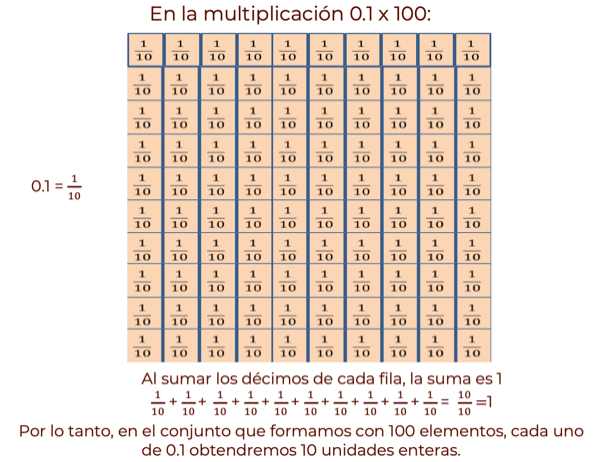 En la multiplicación 0.1 x 100:
1/10 1/10 1/10 1/10 1/10 1/10 1/10 1/10 1/10 1/10
1/10 1/10 1/10 1/10 1/10 1/10 1/10 1/10 1/10 1/10
1/10 1/10 1/10 1/10 1/10 1/10 1/10 1/10 1/10 1/10
1/10 1/10 1/10 1/10 1/10 1/10 1/10 1/10 1/10 1/10
1/10 1/10 1/10 1/10 1/10 1/10 1/10 1/10 1/10 1/10
0.1 = 1/10
1/10 1/10 1/10 1/10 1/10 1/10 1/10 1/10 1/10 1/10
1/10 1/10 1/10 1/10 1/10 1/10 1/10 1/10 1/10 1/10
1/10 1/10 1/10 1/10 1/10 1/10 1/10 1/10 1/10 1/10
1/10 1/10 1/10 1/10 1/10 1/10 1/10 1/10 1/10 1/10
1/10 1/10 1/10 1/10 1/10 1/10 1/10 1/10 1/10 1/10
Al sumar los décimos de cada fila, la suma es 1
1/10 + 1/10 + 1/10 + 1/10 + 1/10 + 1/10 + 1/10 + 1/10 + 1/10 + 1/10 = 10/10 =1
Por lo tanto, en el conjunto que formamos con 100 elementos, cada uno
de 0.1 obtendremos 10 unidades enteras.